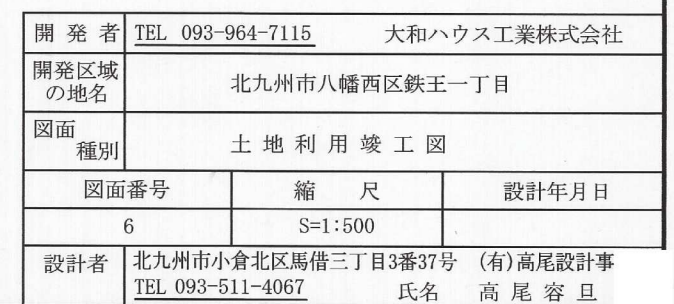 開発者 TEL 093-964-7115 大和ハウス工業株式会社
開発区域
の地名 北九州市八幡西区鉄王一丁目
図面
種別 土地利用竣工図
図面番号 縮尺 設計年月日
6 S=1:500
設計者 北九州市小倉北区馬借三丁目3番37号 (有)高尾設計事
TEL 093-511-4067 氏名 高尾容旦